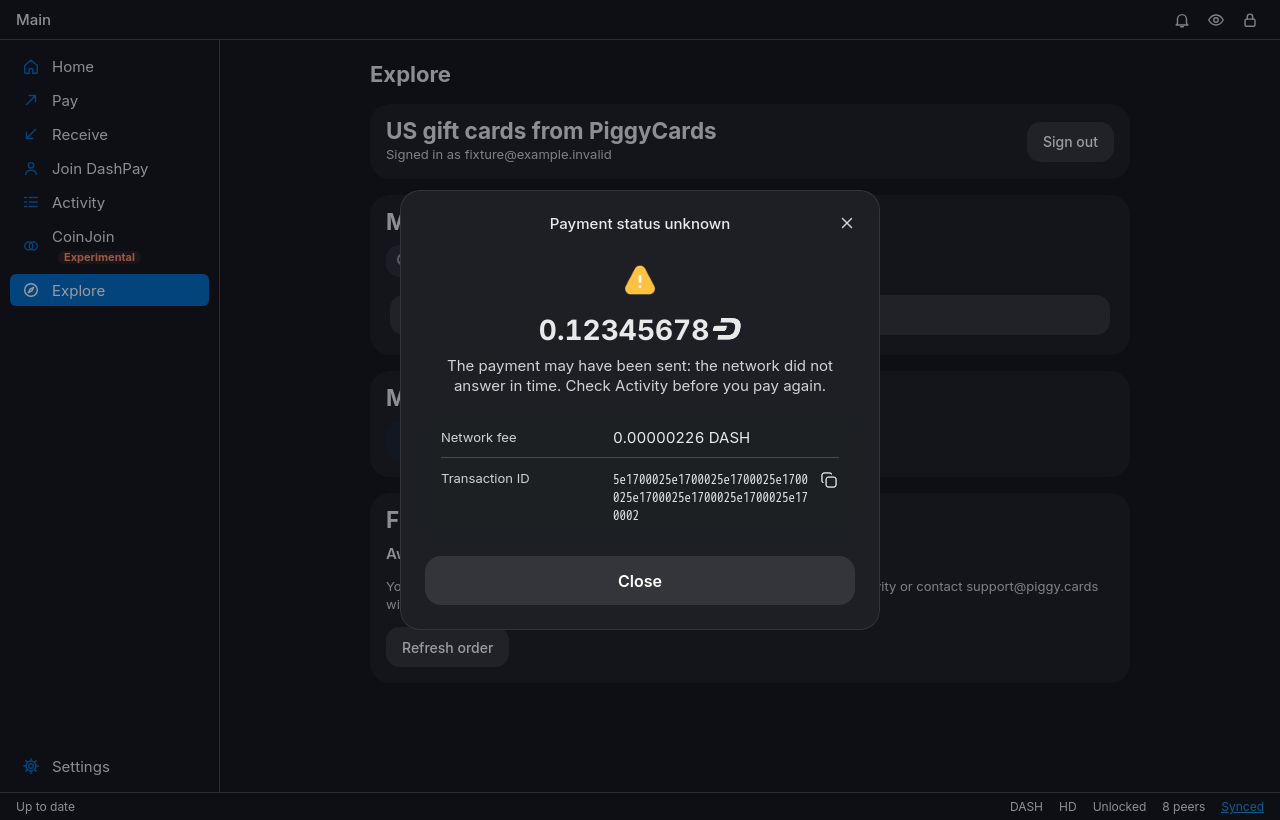 Main
Home
Pay
Receive
Join DashPay
Activity
CoinJoin
Experimental
Explore
Settings
Explore
US gift cards from PiggyCards
Signed in as fixture@example.invalid
Sign out
Payment status unknown
0.12345678
The payment may have been sent: the network did not
answer in time. Check Activity before you pay again.
Network fee
0.00000226 DASH
Transaction ID
5e1700025e1700025e1700025e1700
025e1700025e1700025e1700025e17
0002
Close
or contact support@piggy.cards
Refresh order
Up to date
DASH
HD
Unlocked
8 peers
Synced